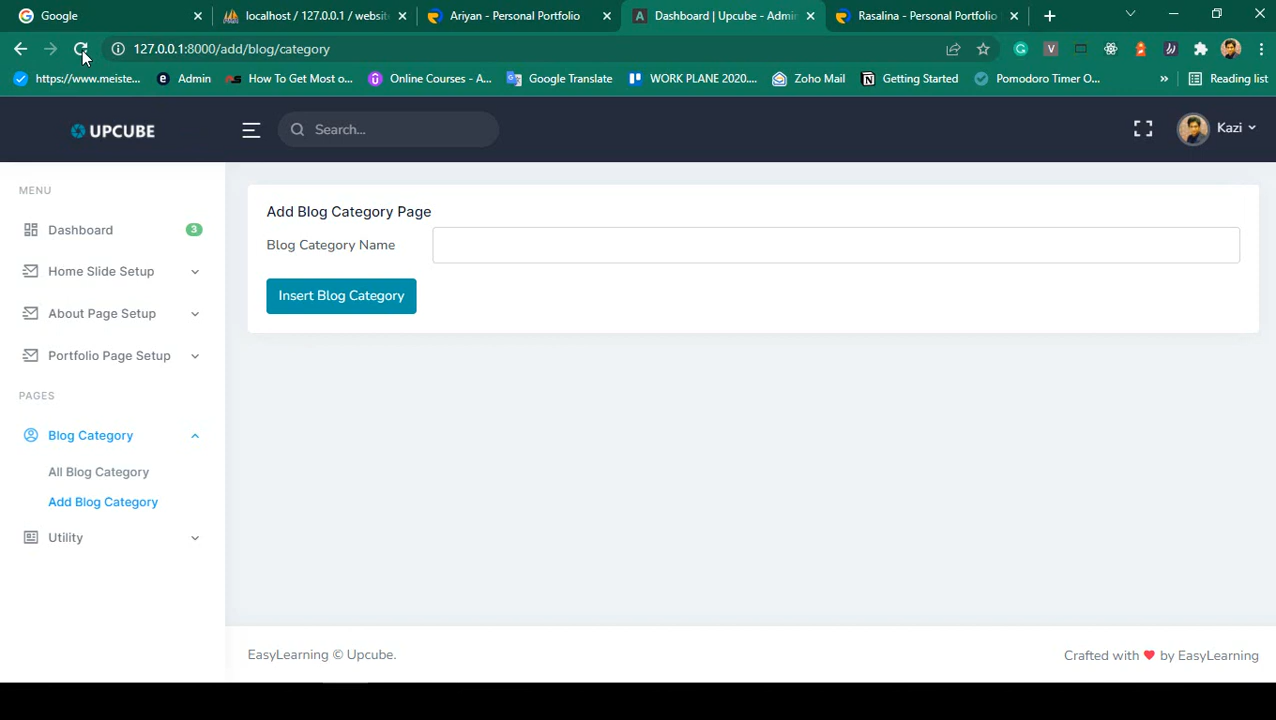 Google
localhost / 127.0.0.1 / websit
Ariyan - Personal Portfolio
Dashboard | Upcube - Admin
Rasalina - Personal Portfolio
127.0.0.1:8000/add/blog/category
https://www.meiste...
Admin
How To Get Most o...
Online Courses - A...
Google Translate
WORK PLANE 2020....
Zoho Mail
Getting Started
Pomodoro Timer O...
Reading list
UPCUBE
Search...
Kazi
MENU
Dashboard
3
Home Slide Setup
About Page Setup
Portfolio Page Setup
PAGES
Blog Category
All Blog Category
Add Blog Category
Utility
Add Blog Category Page
Blog Category Name
Insert Blog Category
EasyLearning © Upcube.
Crafted with ❤ by EasyLearning